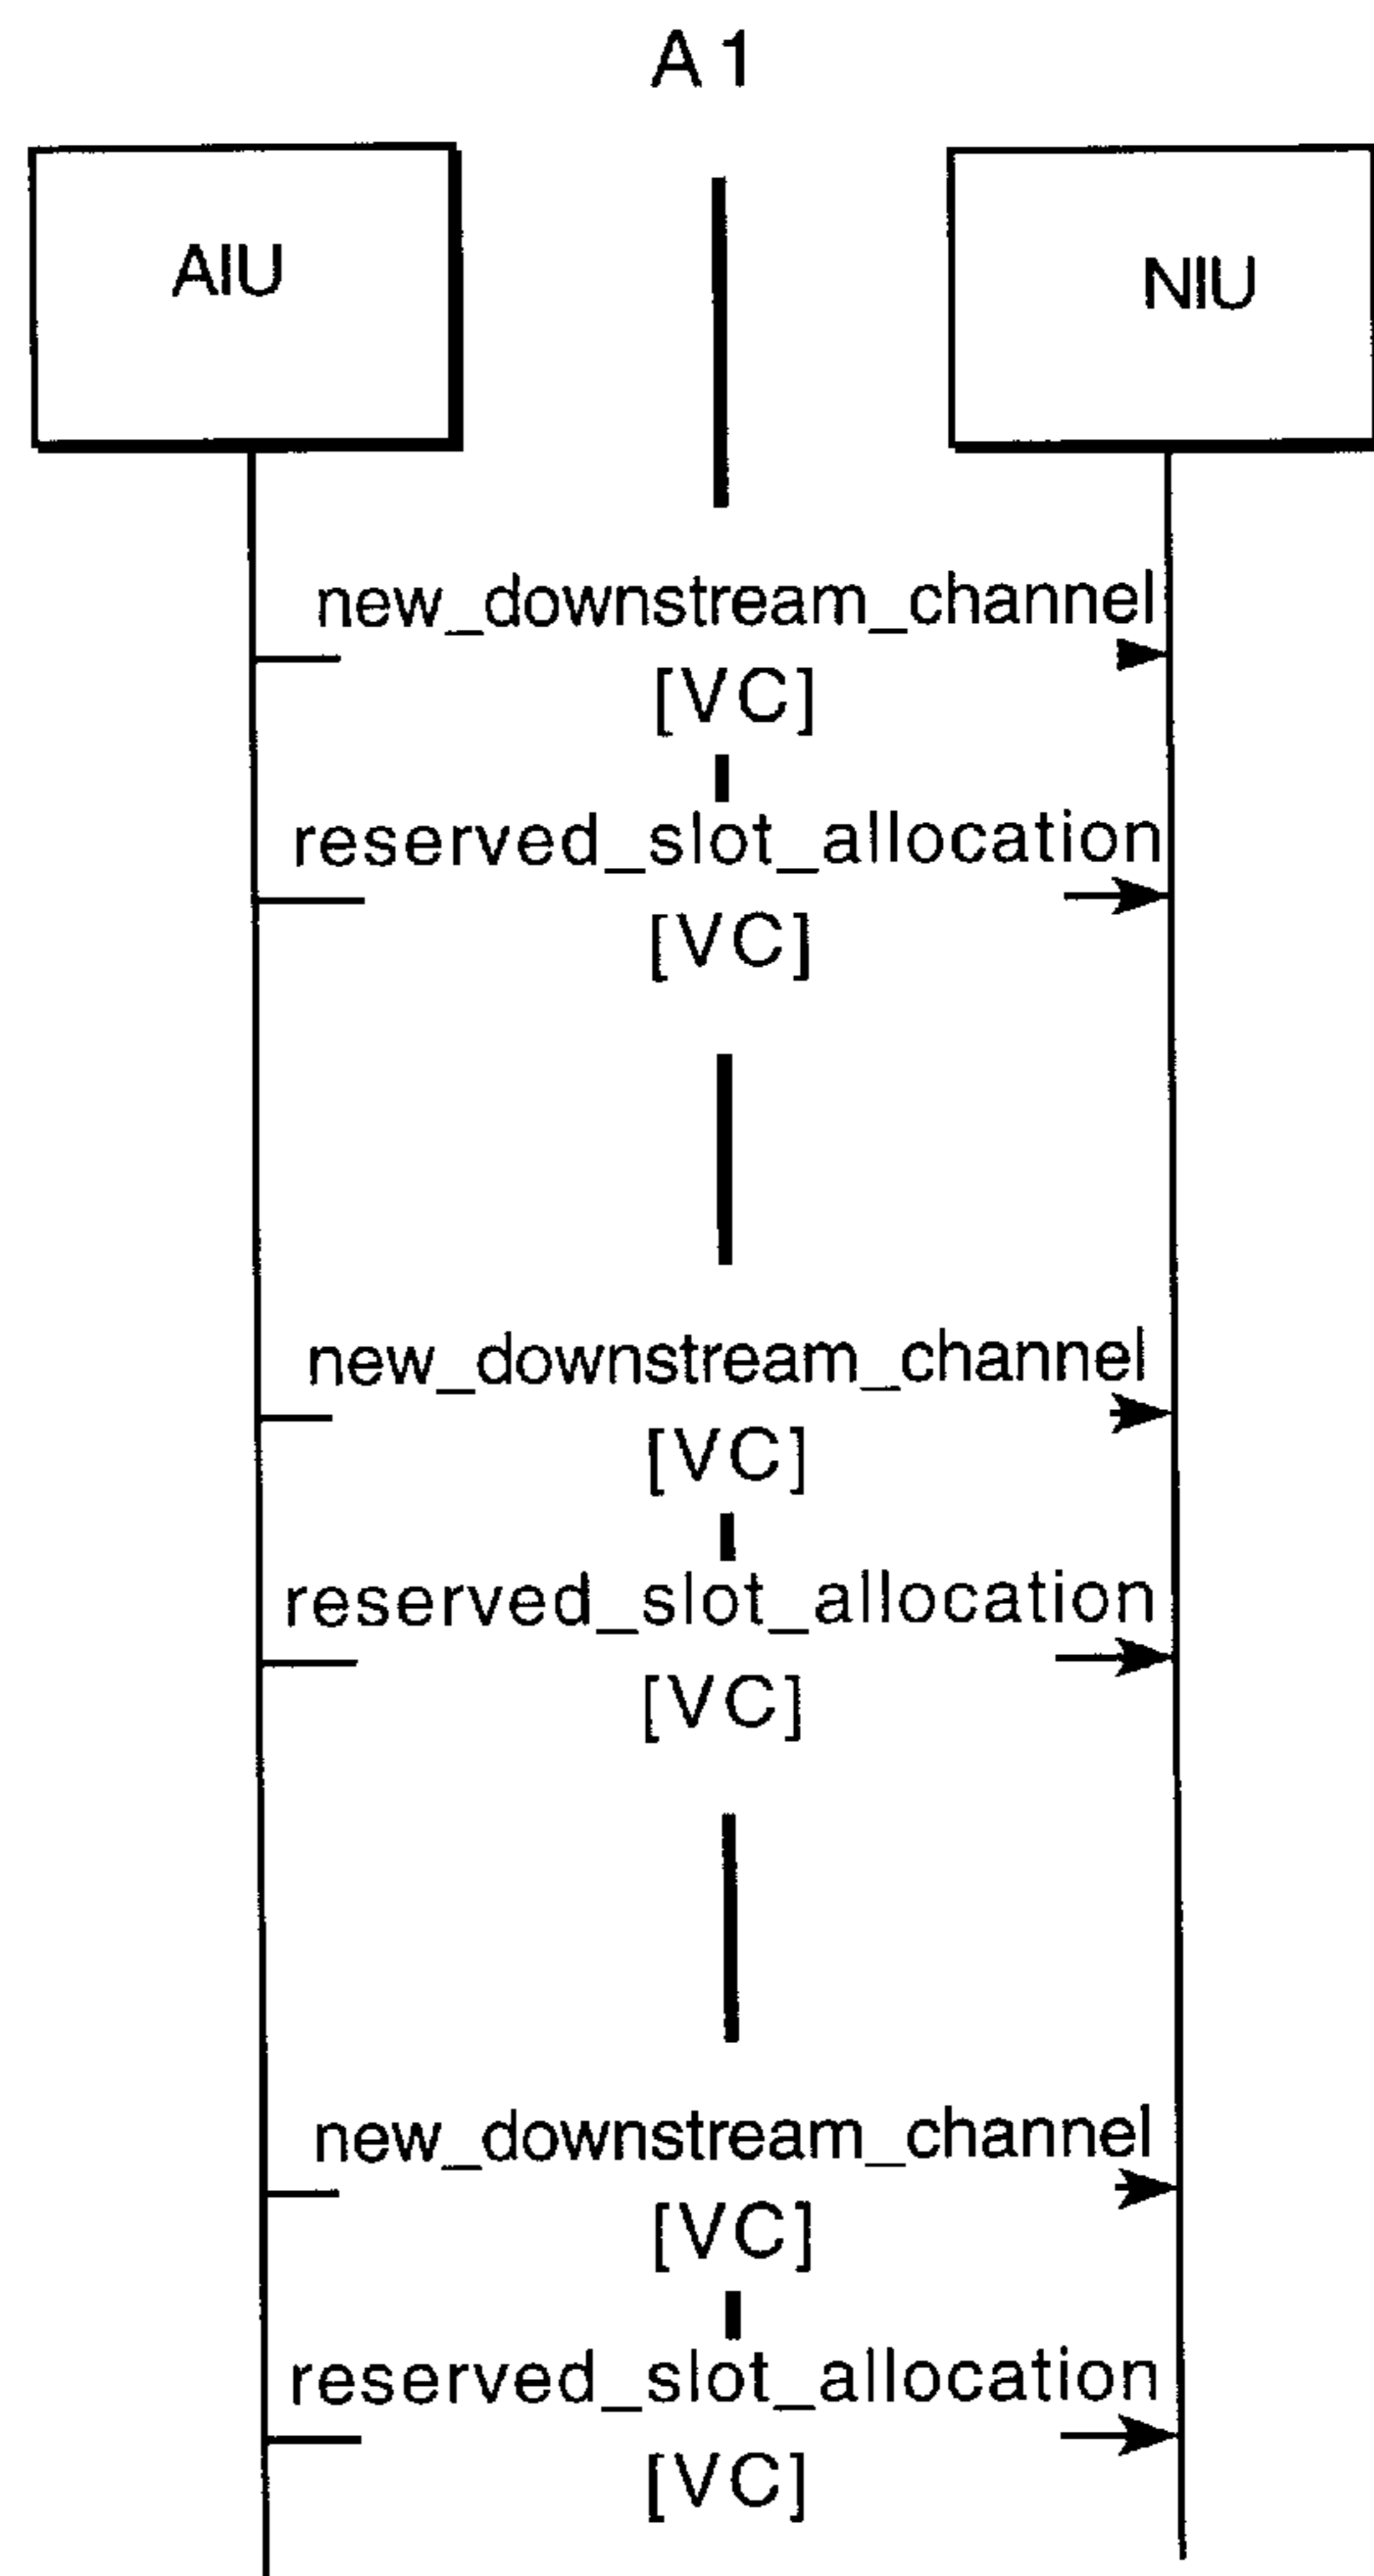 A1
AIU
NIU
new_downstream_channel
[VC]
reserved_slot_allocation
[VC]
new_downstream_channel
[VC]
reserved_slot_allocation
[VC]
new_downstream_channel
[VC]
reserved_slot_allocation
[VC]